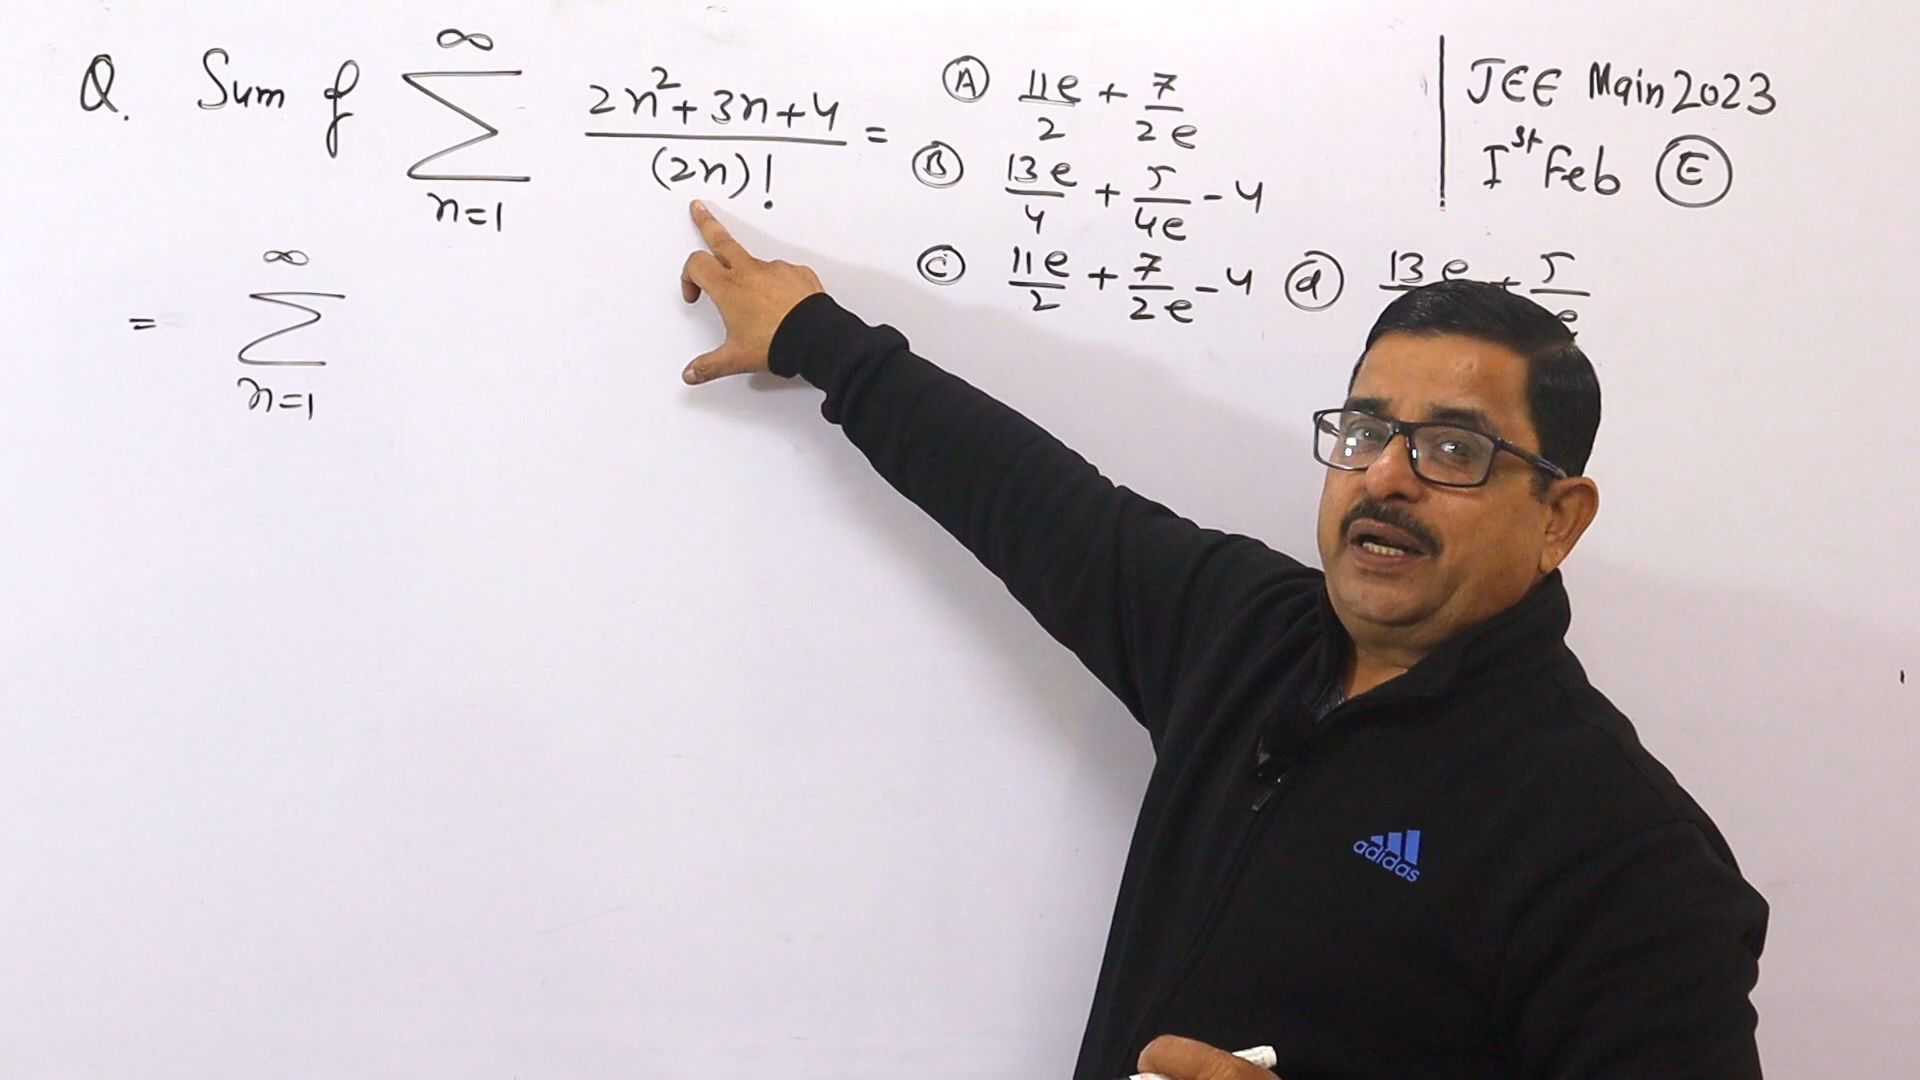 Q. Sum of ∞ Σ n=1 (2n²+3n+4)/(2n)! =
(A) 11e/2 + 7/2e
(B) 13e/4 + 5/4e - 4
(C) 11e/2 + 7/2e - 4 (d) 13e + 5
JEE Main 2023
Ist Feb (E)
= ∞ Σ n=1
adidas